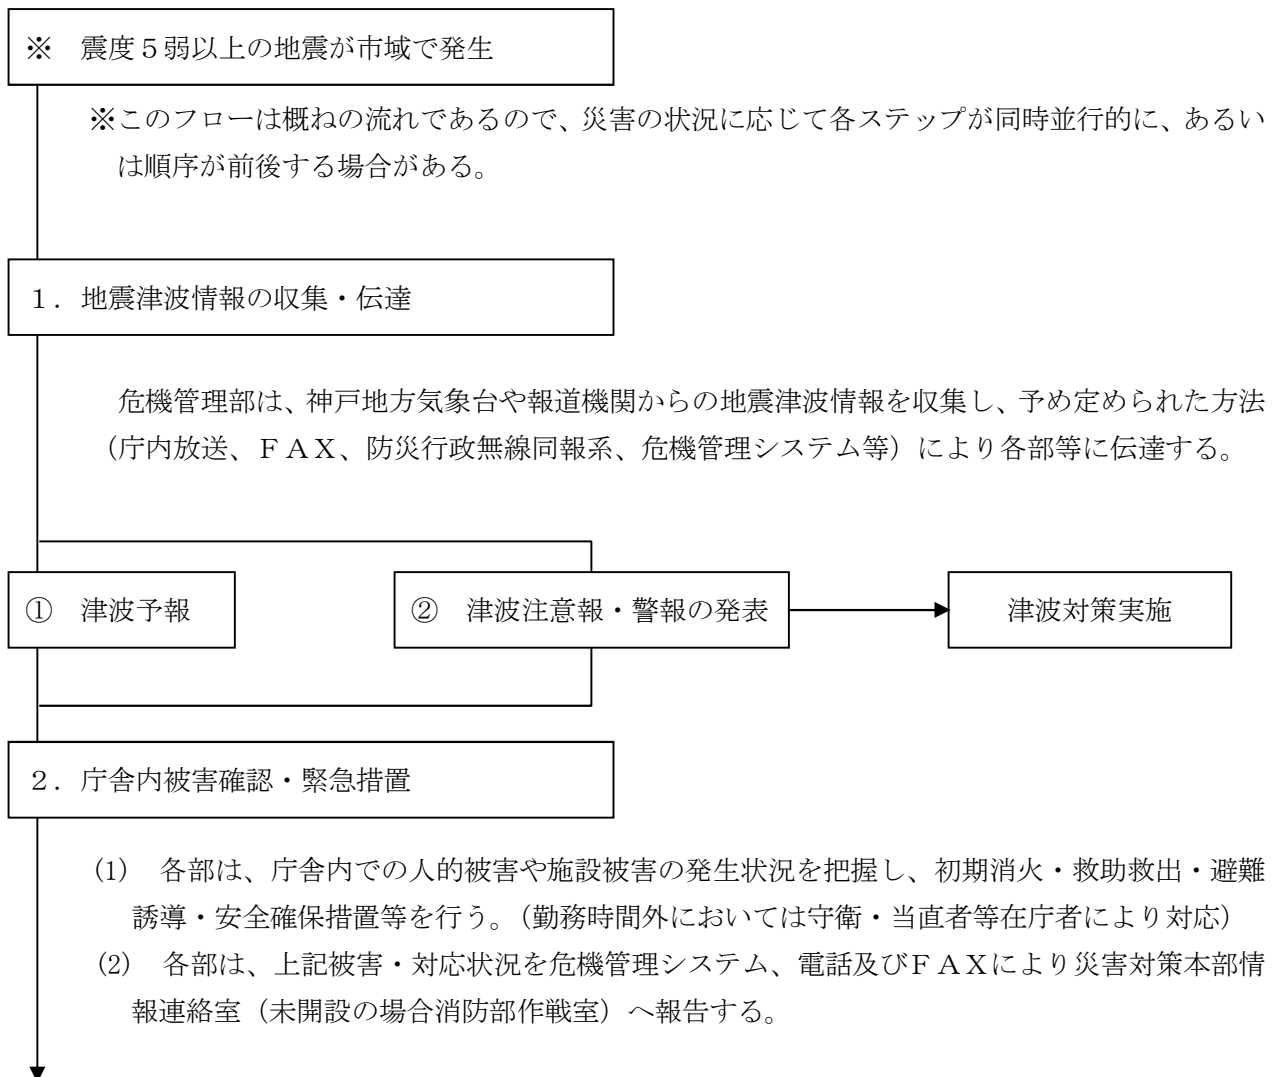 ※　震度５弱以上の地震が市域で発生
※このフローは概ねの流れであるので、災害の状況に応じて各ステップが同時並行的に、あるい
は順序が前後する場合がある。
１．地震津波情報の収集・伝達
危機管理部は、神戸地方気象台や報道機関からの地震津波情報を収集し、予め定められた方法
（庁内放送、ＦＡＸ、防災行政無線同報系、危機管理システム等）により各部等に伝達する。
①　津波予報
②　津波注意報・警報の発表
津波対策実施
２．庁舎内被害確認・緊急措置
(1)　各部は、庁舎内での人的被害や施設被害の発生状況を把握し、初期消火・救助救出・避難
誘導・安全確保措置等を行う。（勤務時間外においては守衛・当直者等在庁者により対応）
(2)　各部は、上記被害・対応状況を危機管理システム、電話及びＦＡＸにより災害対策本部情
報連絡室（未開設の場合消防部作戦室）へ報告する。